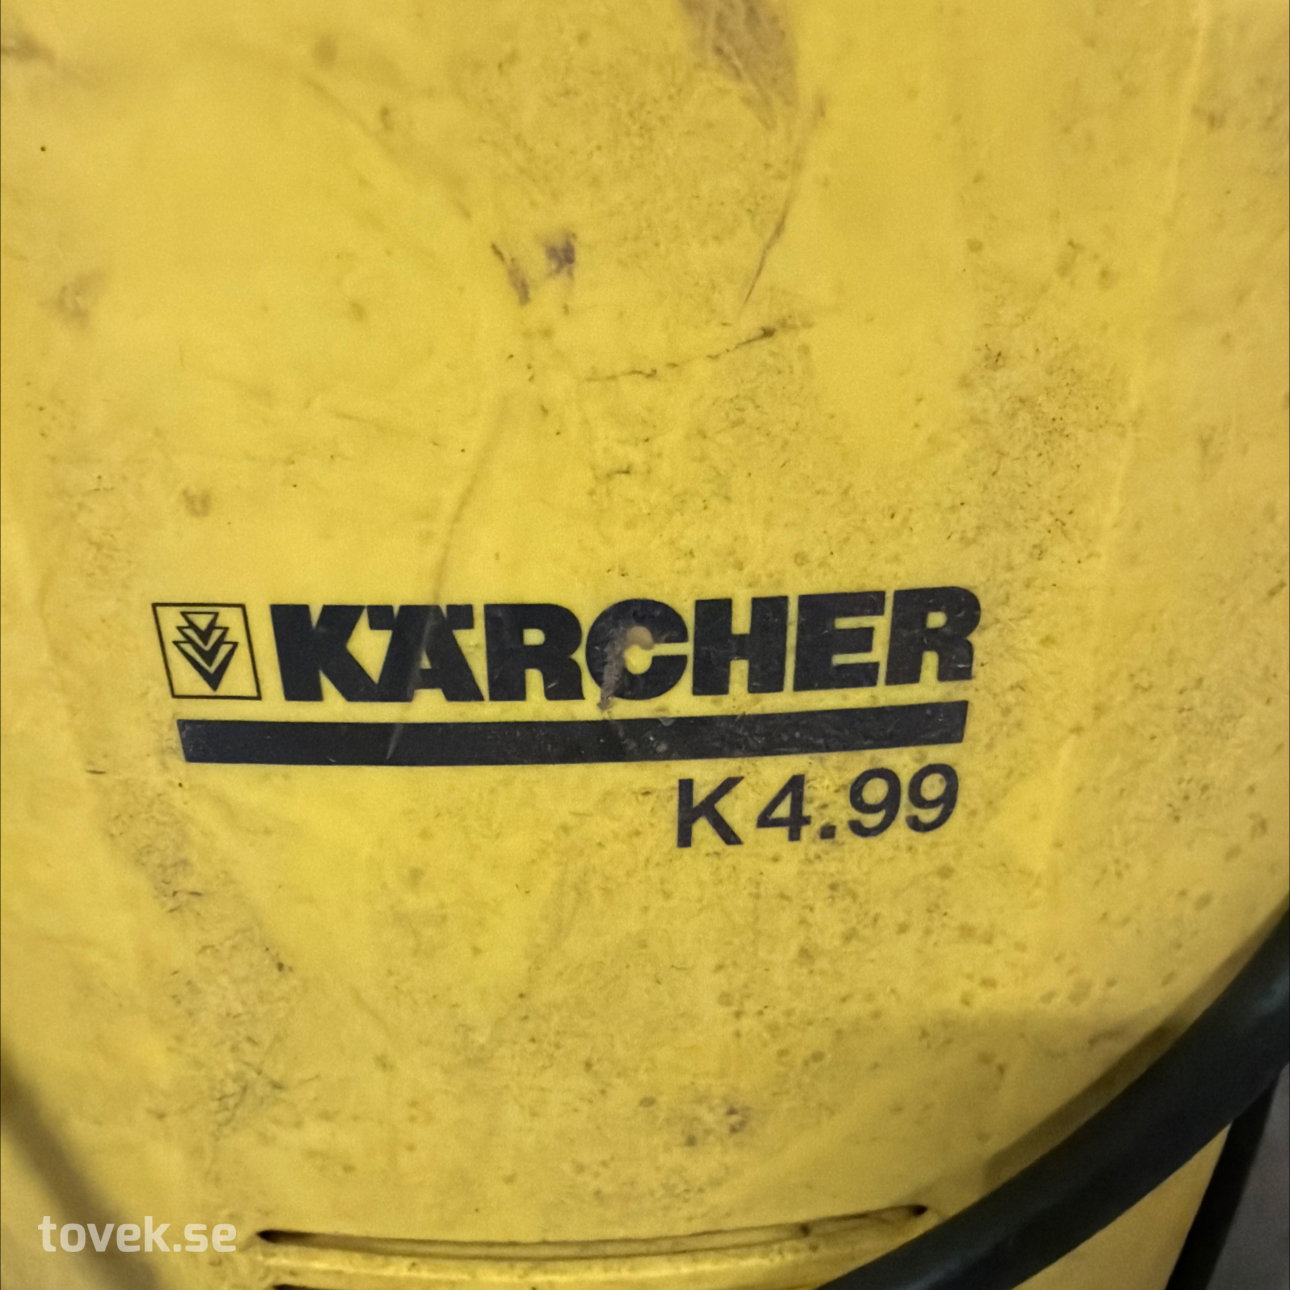 KÄRCHER
K 4.99
tovek.se